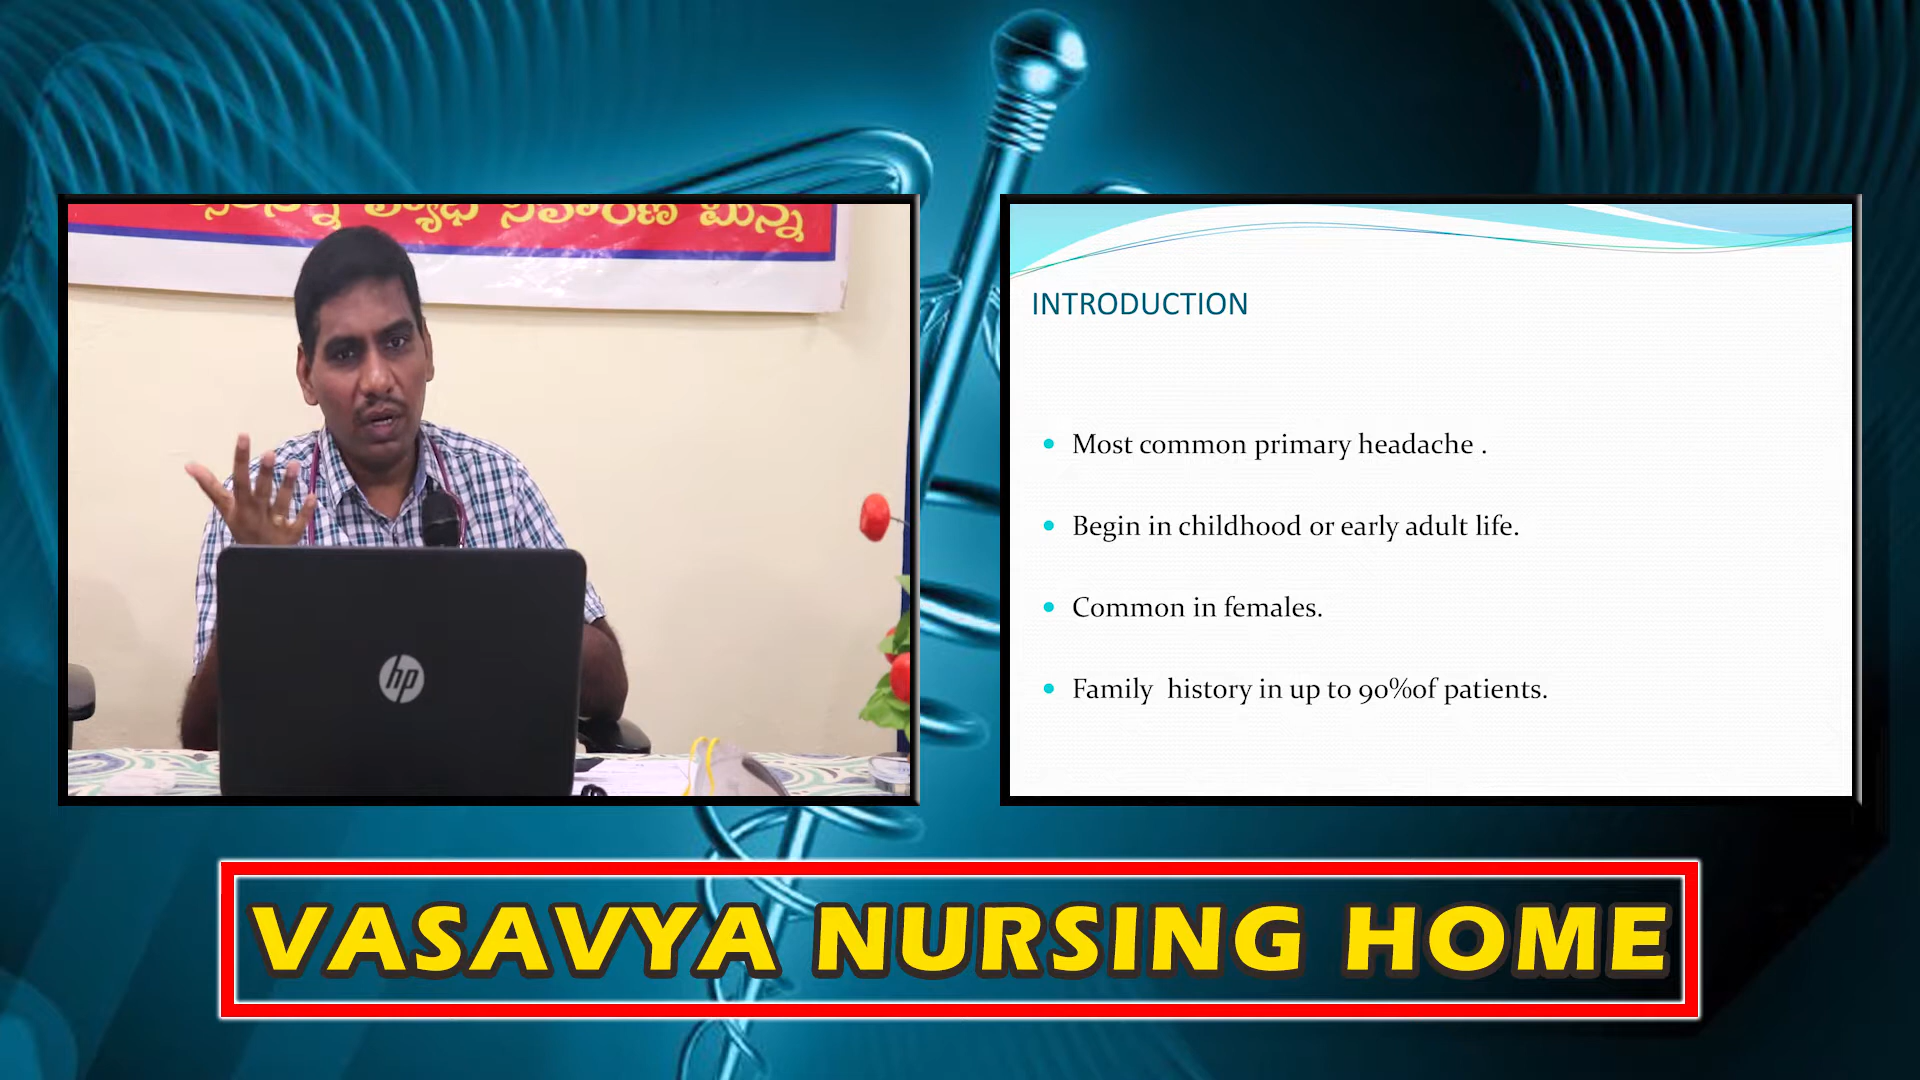 INTRODUCTION
Most common primary headache .
Begin in childhood or early adult life.
Common in females.
Family  history in up to 90%of patients.
hp
VASAVYA NURSING HOME